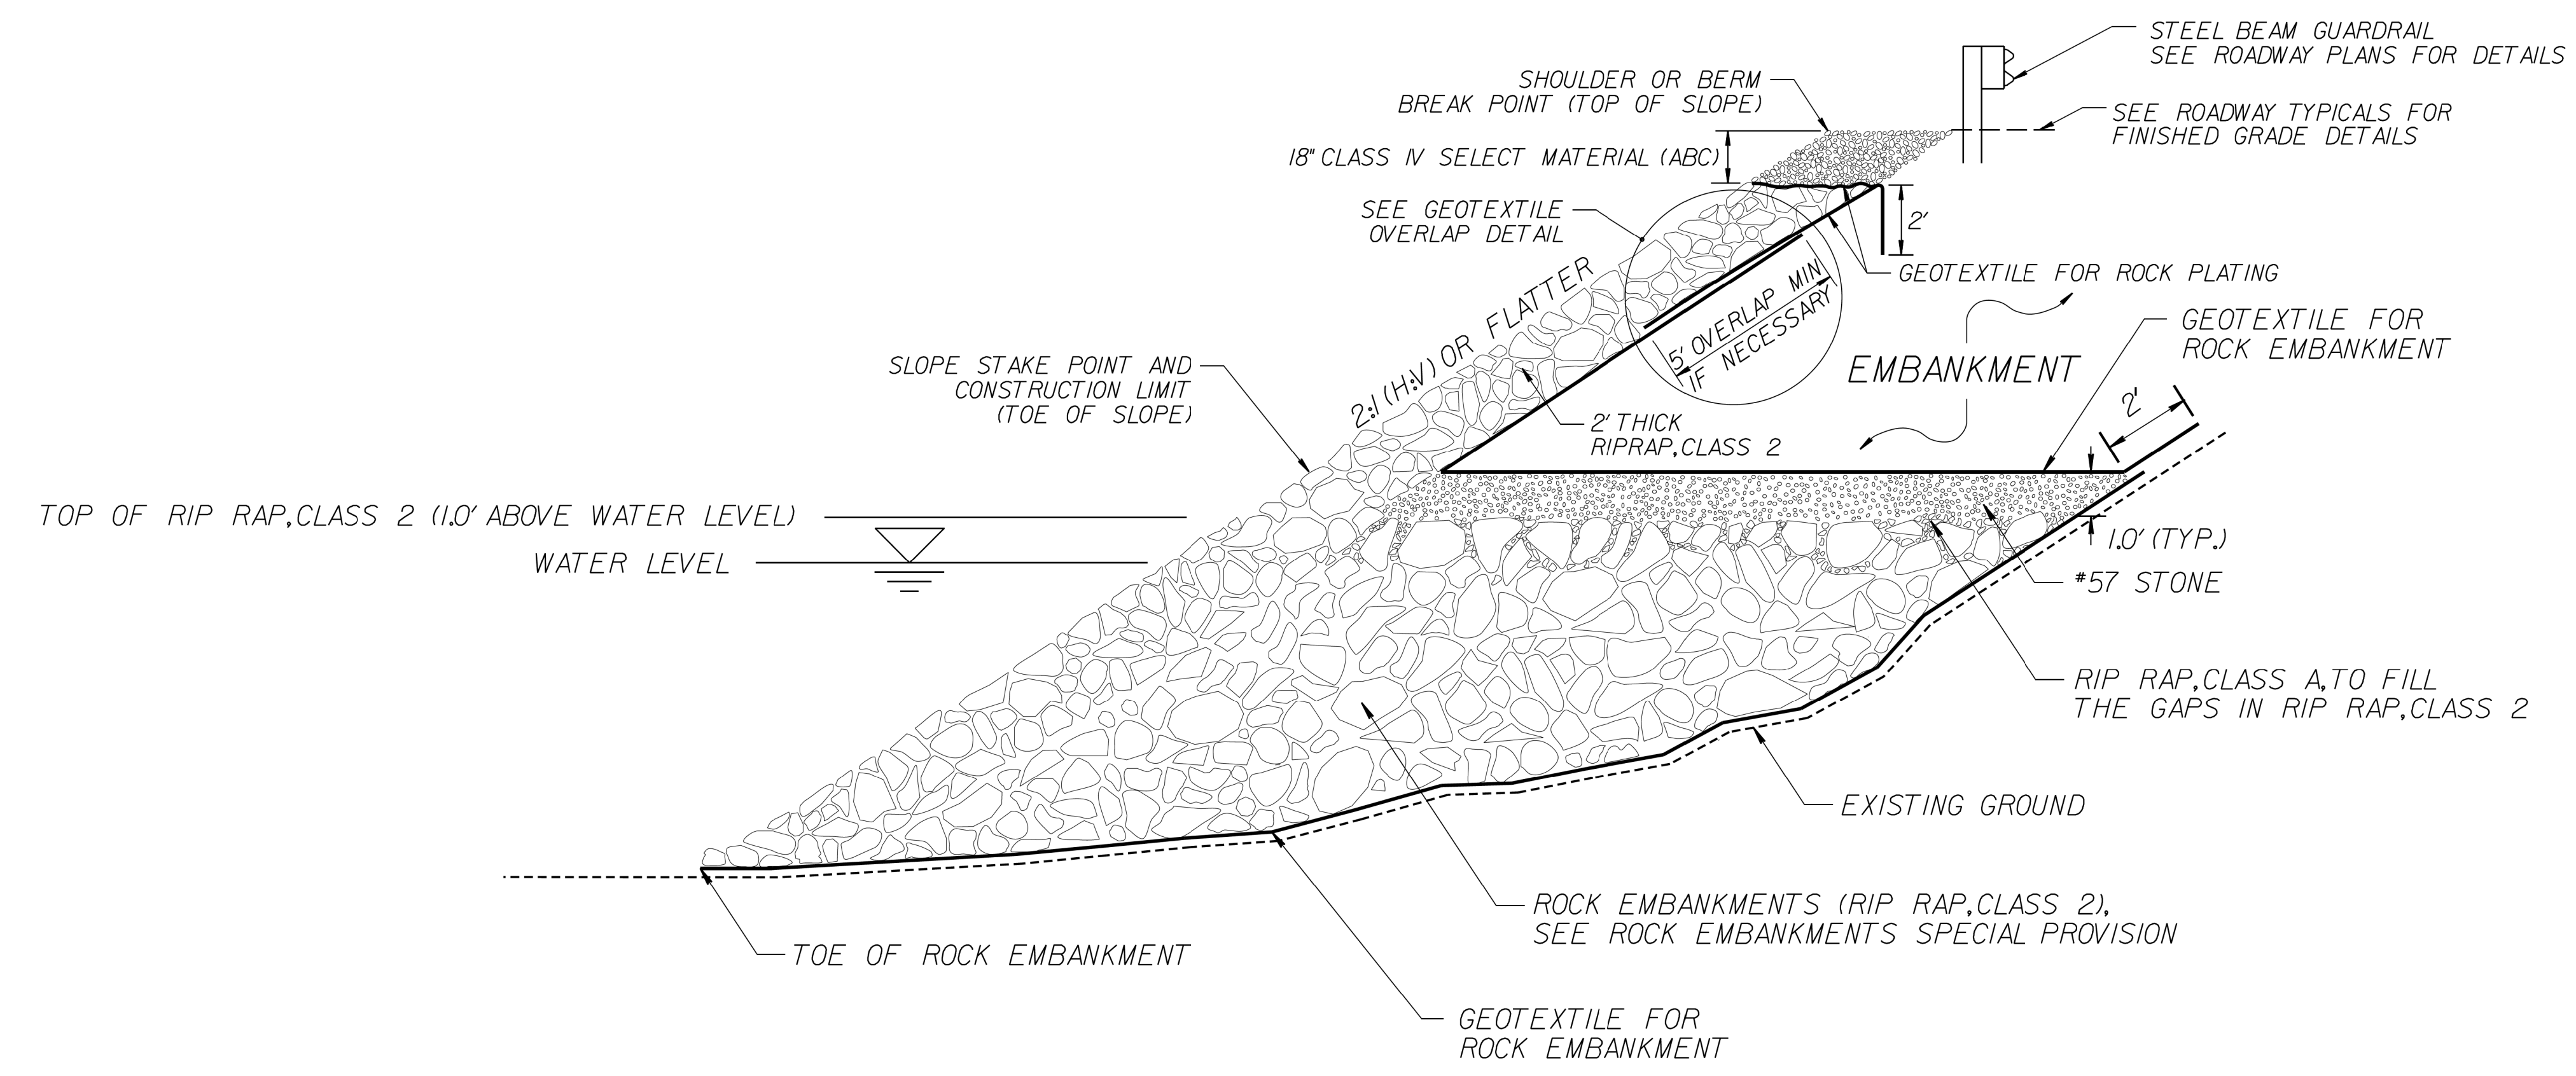 STEEL BEAM GUARDRAIL
SEE ROADWAY PLANS FOR DETAILS
SHOULDER OR BERM
BREAK POINT (TOP OF SLOPE)
SEE ROADWAY TYPICALS FOR
FINISHED GRADE DETAILS
18" CLASS IV SELECT MATERIAL (ABC)
SEE GEOTEXTILE
OVERLAP DETAIL
2'
GEOTEXTILE FOR ROCK PLATING
2:1 (H:V) OR FLATTER
5' OVERLAP MIN
IF NECESSARY
GEOTEXTILE FOR
ROCK EMBANKMENT
EMBANKMENT
SLOPE STAKE POINT AND
CONSTRUCTION LIMIT
(TOE OF SLOPE)
2'
2' THICK
RIPRAP, CLASS 2
TOP OF RIP RAP, CLASS 2 (1.0' ABOVE WATER LEVEL)
WATER LEVEL
1.0' (TYP.)
#57 STONE
RIP RAP, CLASS A, TO FILL
THE GAPS IN RIP RAP, CLASS 2
EXISTING GROUND
ROCK EMBANKMENTS (RIP RAP, CLASS 2),
SEE ROCK EMBANKMENTS SPECIAL PROVISION
TOE OF ROCK EMBANKMENT
GEOTEXTILE FOR
ROCK EMBANKMENT